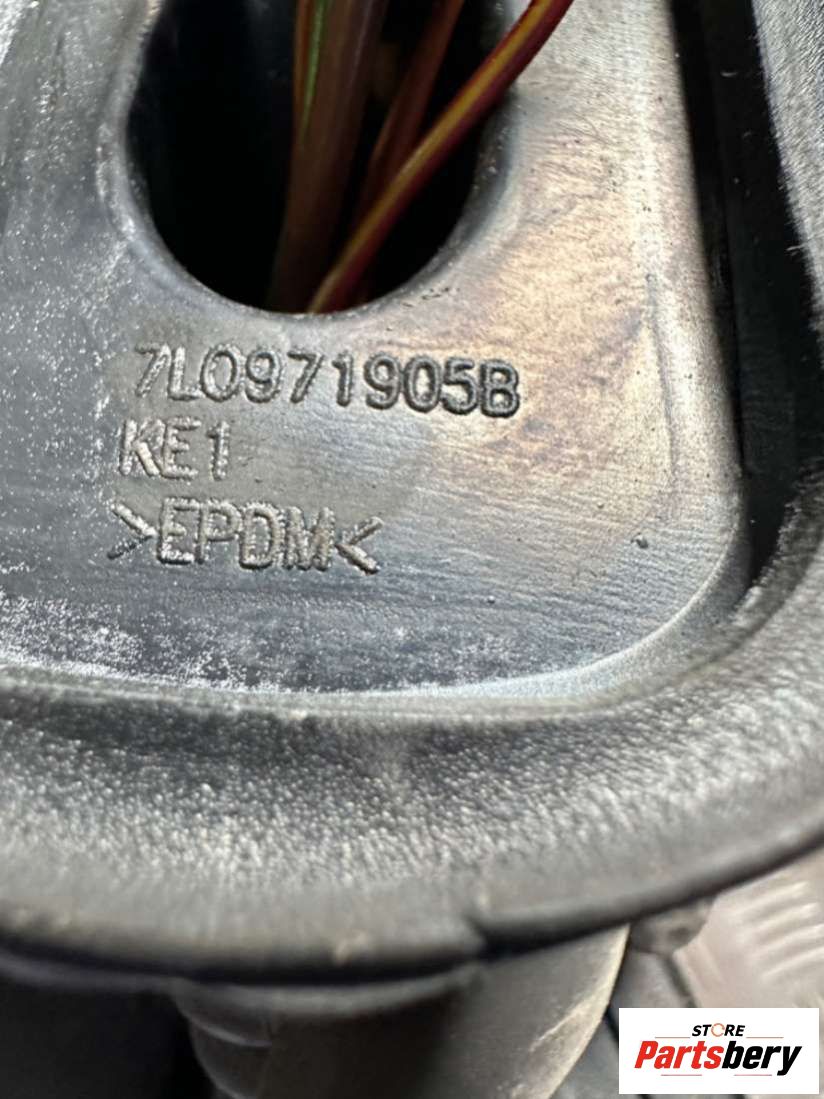 7L0971905B
KE1
>EPDM<
STORE
Partsbery